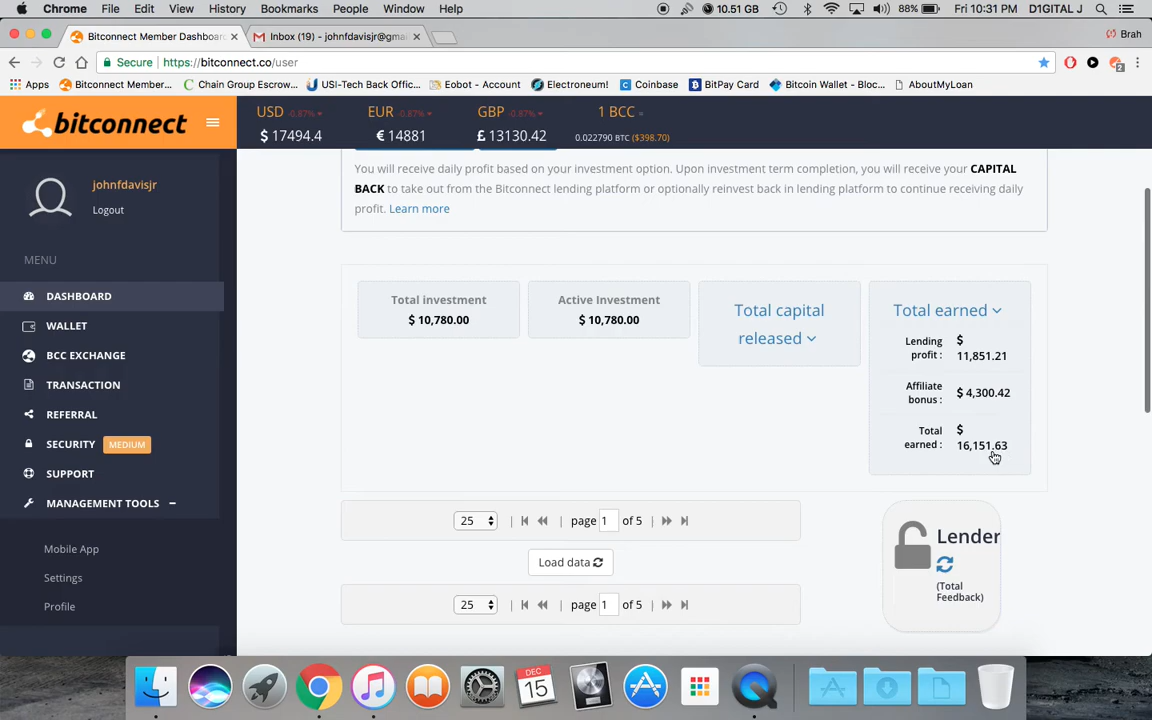 Chrome File Edit View History Bookmarks People Window Help 10.51 GB 88% Fri 10:31 PM D1GITAL J
Bitconnect Member Dashboar Inbox (19) - johnfdavisjr@gma Brah
Secure https://bitconnect.co/user
Apps Bitconnect Member... Chain Group Escrow... USI-Tech Back Office... Eobot - Account Electroneum! Coinbase BitPay Card Bitcoin Wallet - Bloc... AboutMyLoan
bitconnect
USD -0.87% EUR -0.87% GBP -0.87% 1 BCC =
$ 17494.4 € 14881 £ 13130.42 0.022790 BTC ($398.70)
johnfdavisjr
Logout
MENU
DASHBOARD
WALLET
BCC EXCHANGE
TRANSACTION
REFERRAL
SECURITY MEDIUM
SUPPORT
MANAGEMENT TOOLS
Mobile App
Settings
Profile
You will receive daily profit based on your investment option. Upon investment term completion, you will receive your CAPITAL
BACK to take out from the Bitconnect lending platform or optionally reinvest back in lending platform to continue receiving daily
profit. Learn more
Total investment
$ 10,780.00
Active Investment
$ 10,780.00
Total capital
released
Total earned
Lending
profit :
$
11,851.21
Affiliate
bonus :
$ 4,300.42
Total
earned :
$
16,151.63
25 page 1 of 5
Load data
25 page 1 of 5
Lender
(Total
Feedback)
DEC
15